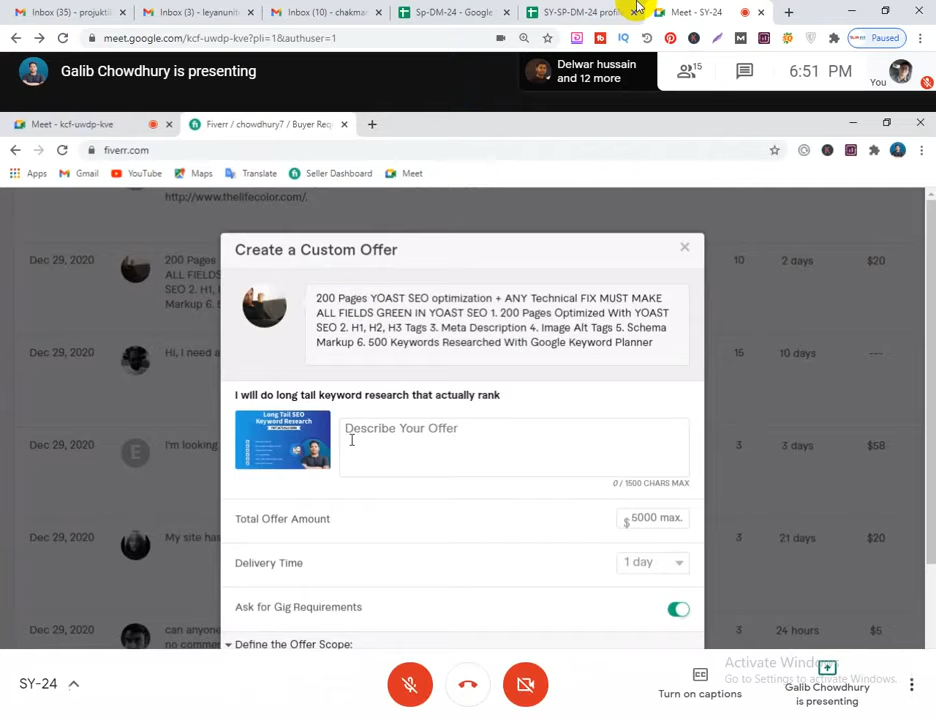 Inbox (35) - projukti
Inbox (3) - leyanunit
Inbox (10) - chakma
Sp-DM-24 - Google
SY-SP-DM-24 profile
Meet - SY-24
meet.google.com/kcf-uwdp-kve?pli=1&authuser=1
Paused
Galib Chowdhury is presenting
Delwar hussain
and 12 more
15
6:51 PM
You
Meet - kcf-uwdp-kve
Fiverr / chowdhury7 / Buyer Req
fiverr.com
Apps
Gmail
YouTube
Maps
Translate
Seller Dashboard
Meet
http://www.thelifecolor.com/.
Create a Custom Offer
Dec 29, 2020
200 Pages
ALL FIELDS
SEO 2. H1,
Markup 6.
10
2 days
$20
200 Pages YOAST SEO optimization + ANY Technical FIX MUST MAKE
ALL FIELDS GREEN IN YOAST SEO 1. 200 Pages Optimized With YOAST
SEO 2. H1, H2, H3 Tags 3. Meta Description 4. Image Alt Tags 5. Schema
Markup 6. 500 Keywords Researched With Google Keyword Planner
Dec 29, 2020
Hi, I need a
15
10 days
---
I will do long tail keyword research that actually rank
Long Tail SEO
Keyword Research
Describe Your Offer
0 / 1500 CHARS MAX
Dec 29, 2020
E
I'm looking
3
3 days
$58
Total Offer Amount
$5000 max.
Dec 29, 2020
My site has
3
21 days
$20
Delivery Time
1 day
Ask for Gig Requirements
Dec 29, 2020
can anyone
no comme
3
24 hours
$5
Define the Offer Scope:
SY-24
Turn on captions
Galib Chowdhury
is presenting
Activate Windows
Go to Settings to activate Windows.